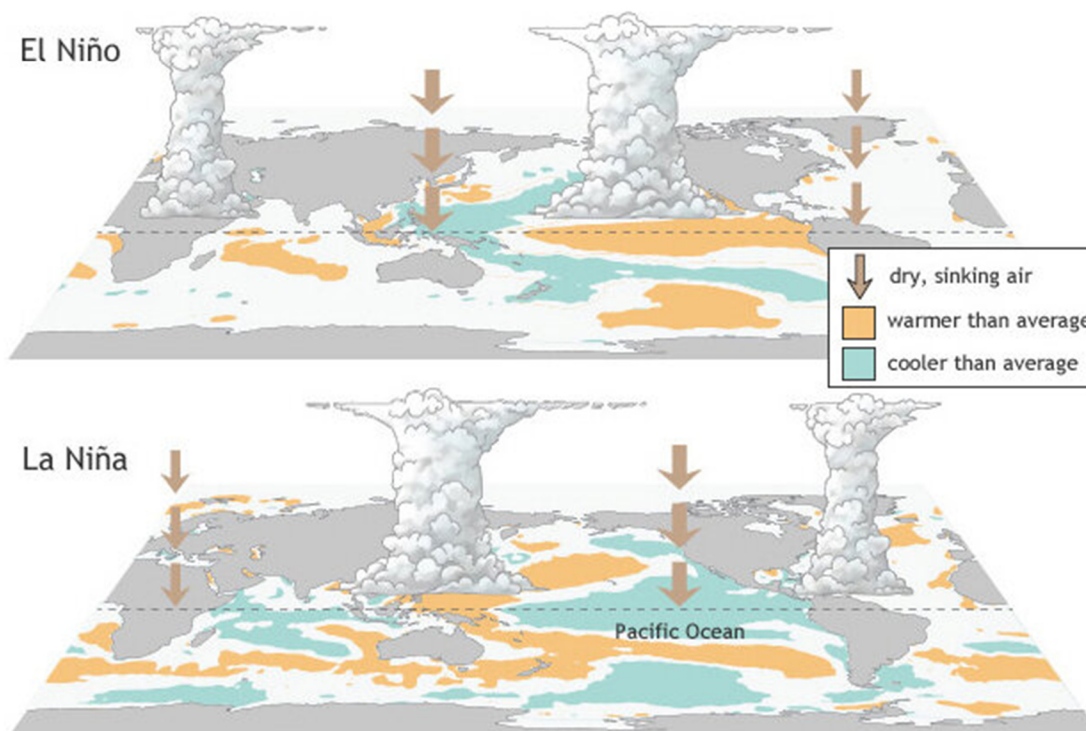 El Niño
dry, sinking air
warmer than average
cooler than average
La Niña
Pacific Ocean